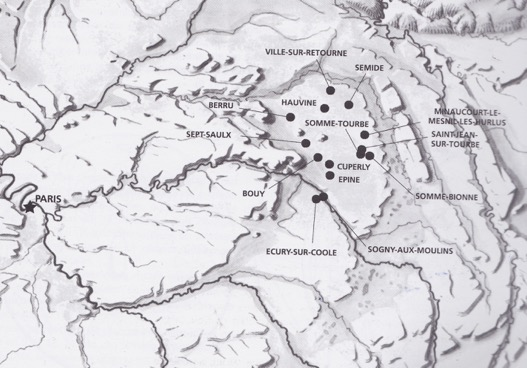 VILLE-SUR-RETOURNE
SEMIDE
BERRU
HAUVINE
MINAUCOURT-LE-
MESNIL-LES-HURLUS
SOMME-TOURBE
SEPT-SAULX
SAINT-JEAN-
SUR-TOURBE
CUPERLY
EPINE
BOUY
SOMME-BIONNE
PARIS
ECURY-SUR-COOLE
SOGNY-AUX-MOULINS